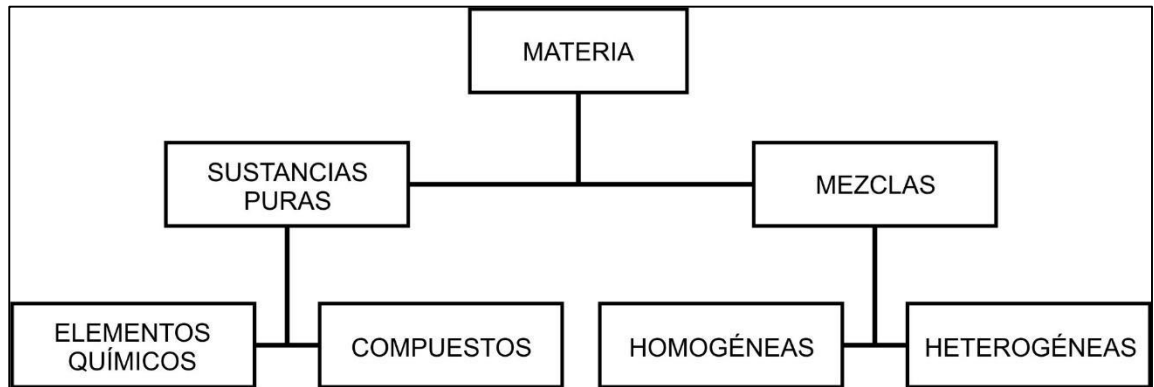 MATERIA
SUSTANCIAS
PURAS
MEZCLAS
ELEMENTOS
QUÍMICOS
COMPUESTOS
HOMOGÉNEAS
HETEROGÉNEAS